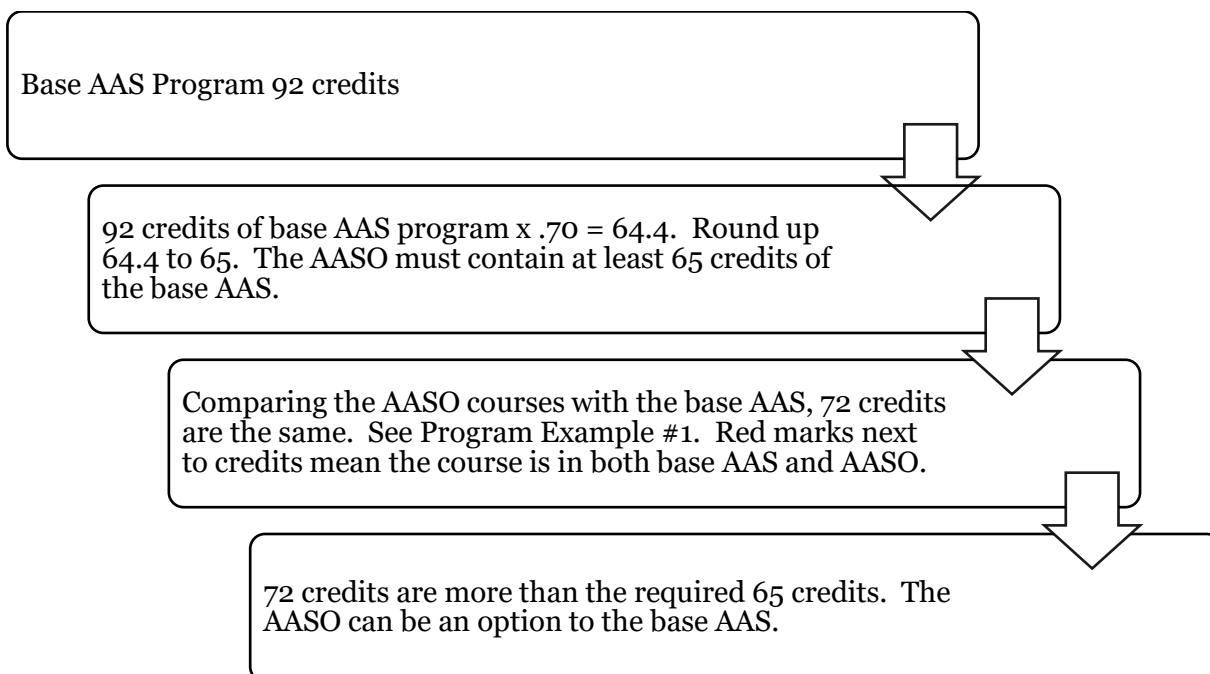 Base AAS Program 92 credits
92 credits of base AAS program x .70 = 64.4.  Round up
64.4 to 65.  The AASO must contain at least 65 credits of
the base AAS.
Comparing the AASO courses with the base AAS, 72 credits
are the same.  See Program Example #1.  Red marks next
to credits mean the course is in both base AAS and AASO.
72 credits are more than the required 65 credits.  The
AASO can be an option to the base AAS.